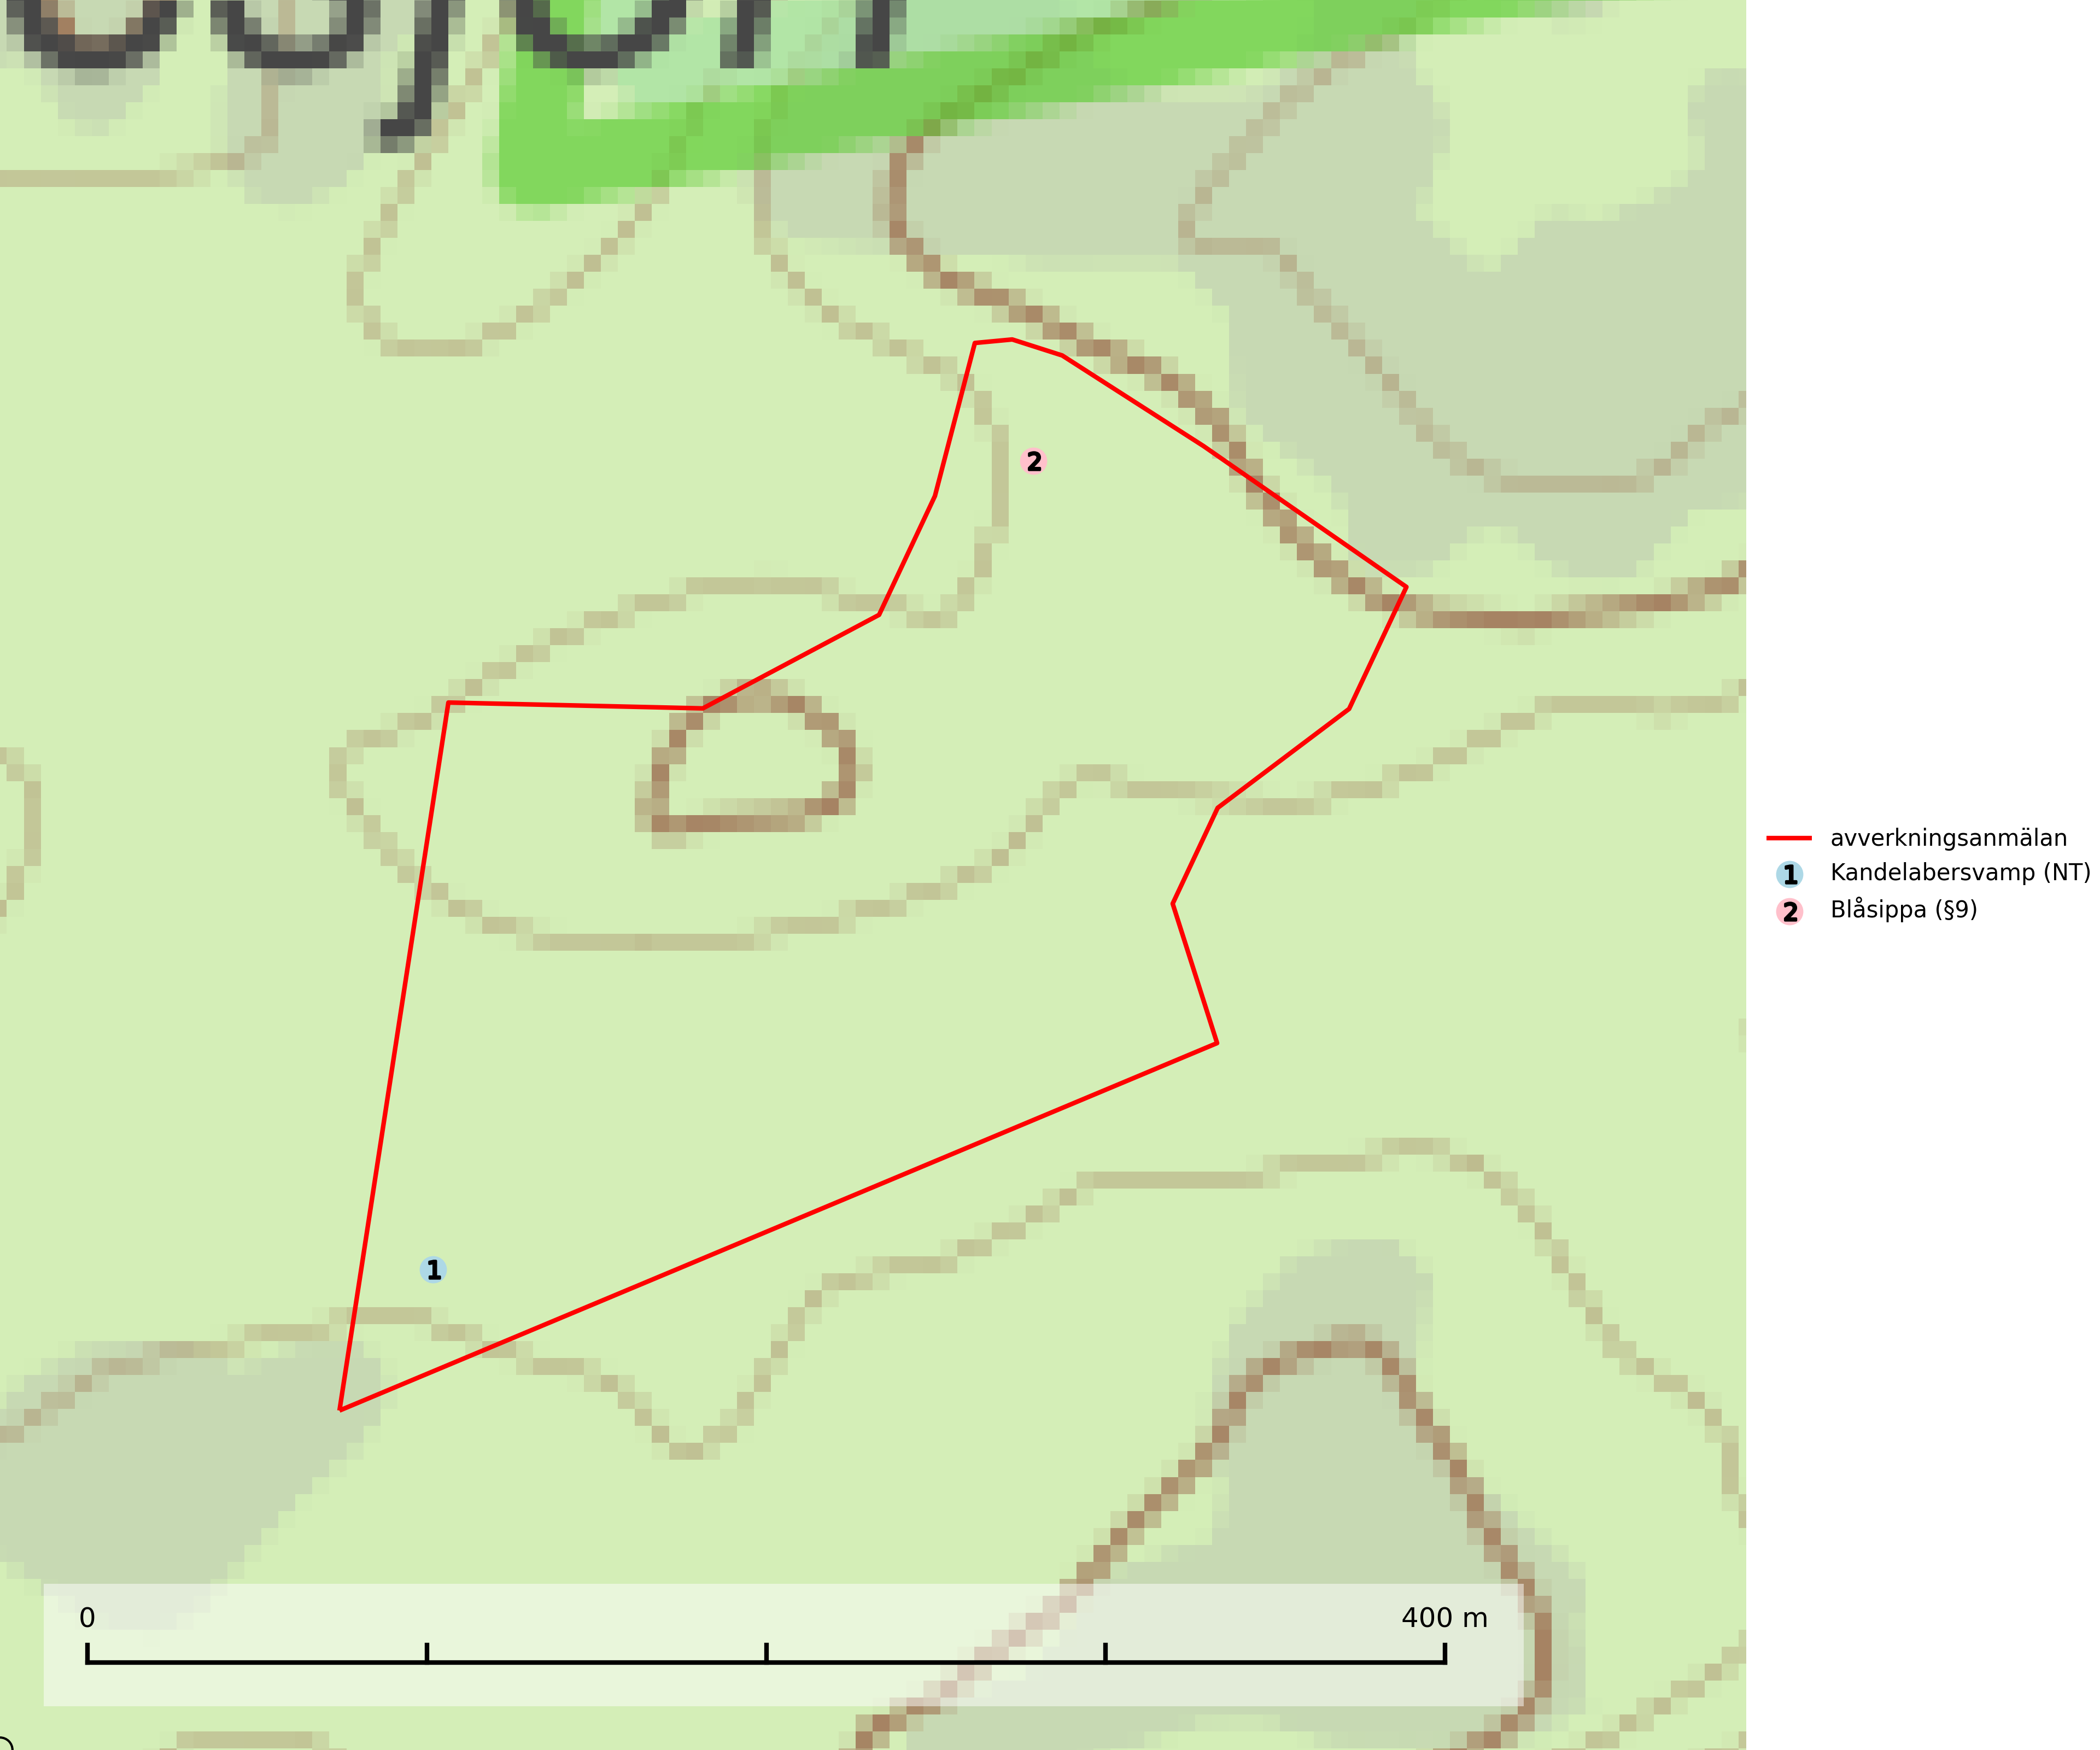 2
1
avverkningsanmälan
1 Kandelabersvamp (NT)
2 Blåsippa (§9)
0 400 m